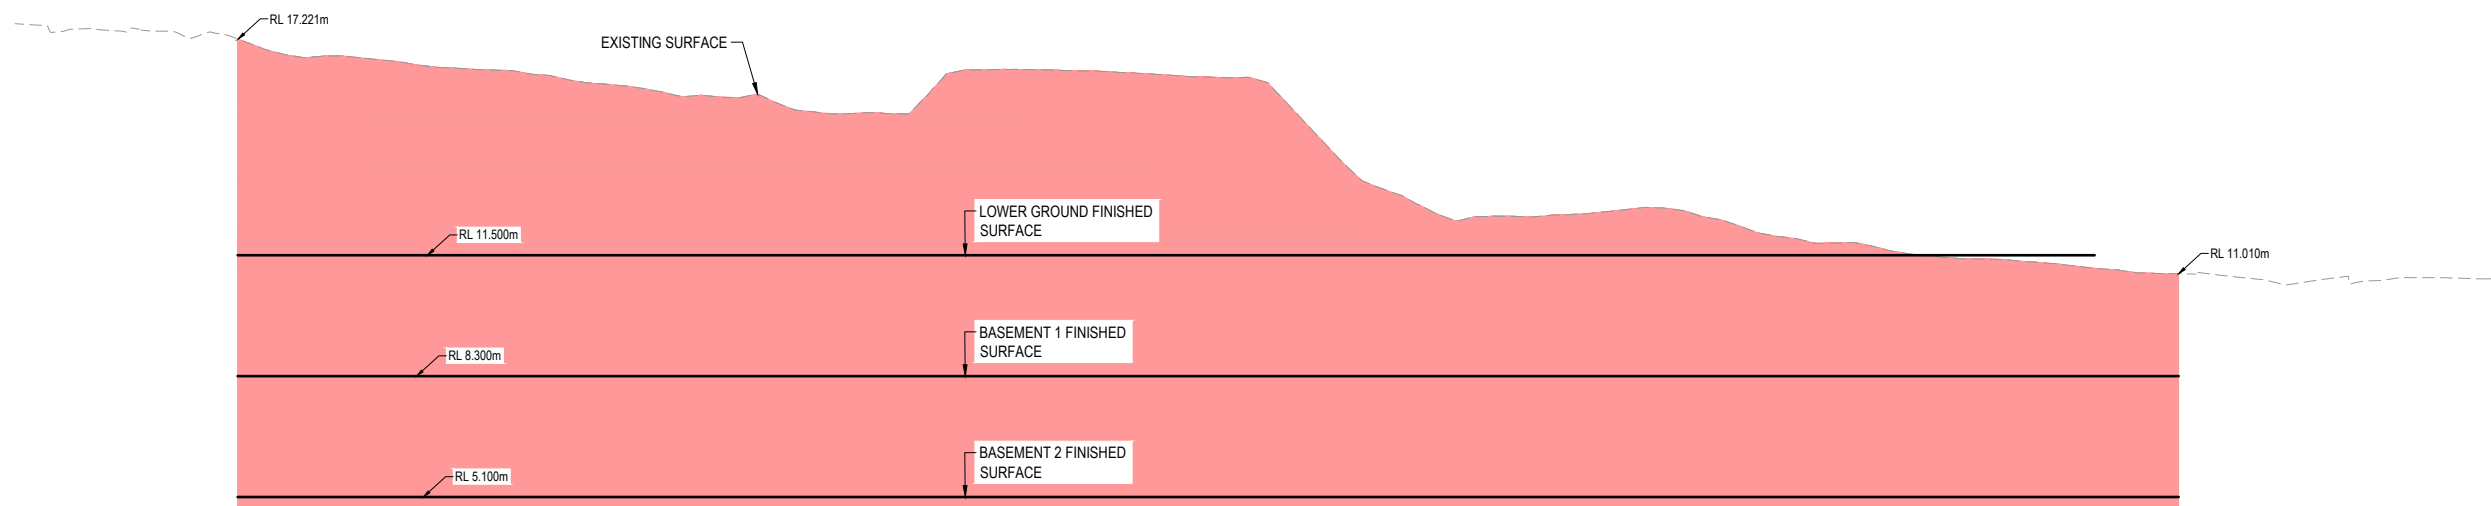 RL 17.221m
EXISTING SURFACE
LOWER GROUND FINISHED
SURFACE
RL 11.500m
RL 11.010m
BASEMENT 1 FINISHED
SURFACE
RL 8.300m
BASEMENT 2 FINISHED
SURFACE
RL 5.100m